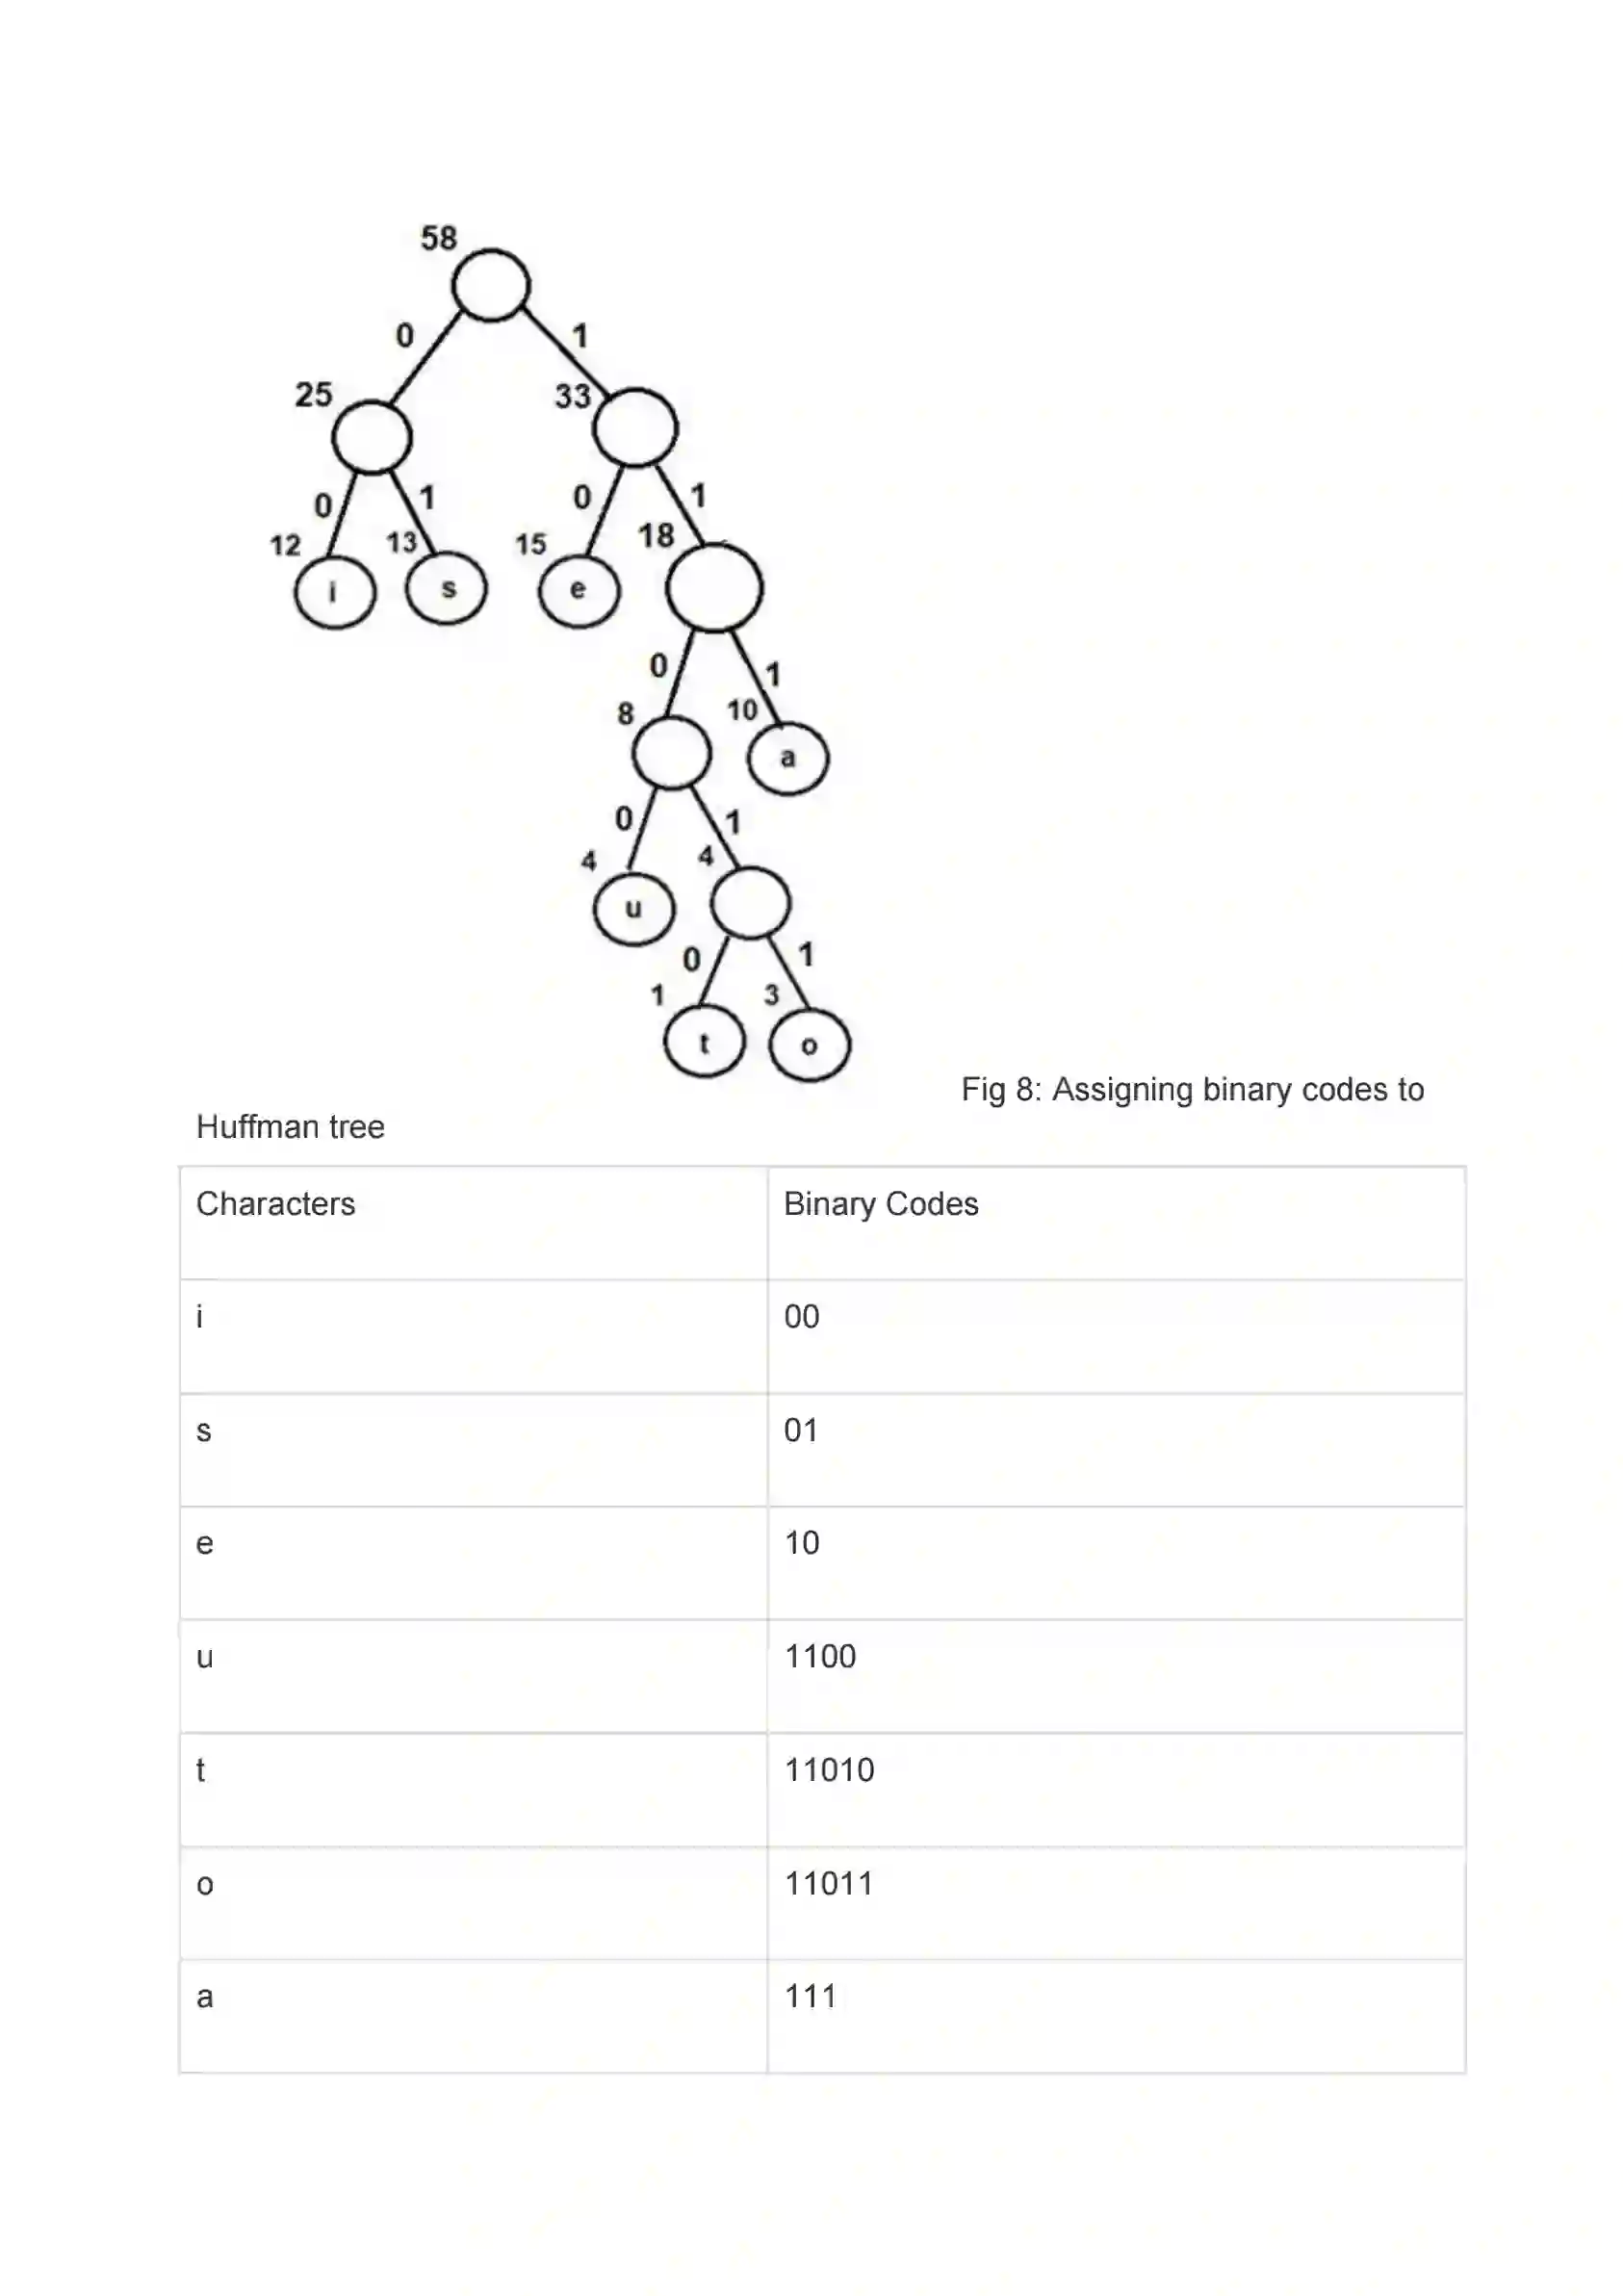 58
0 1
25 33
0 1 0 1
12 13 15 18
i s e
0 1
8 10
a
0 1
4 4
u
0 1
1 3
t o
Fig 8: Assigning binary codes to
Huffman tree
Characters Binary Codes
i 00
s 01
e 10
u 1100
t 11010
o 11011
a 111